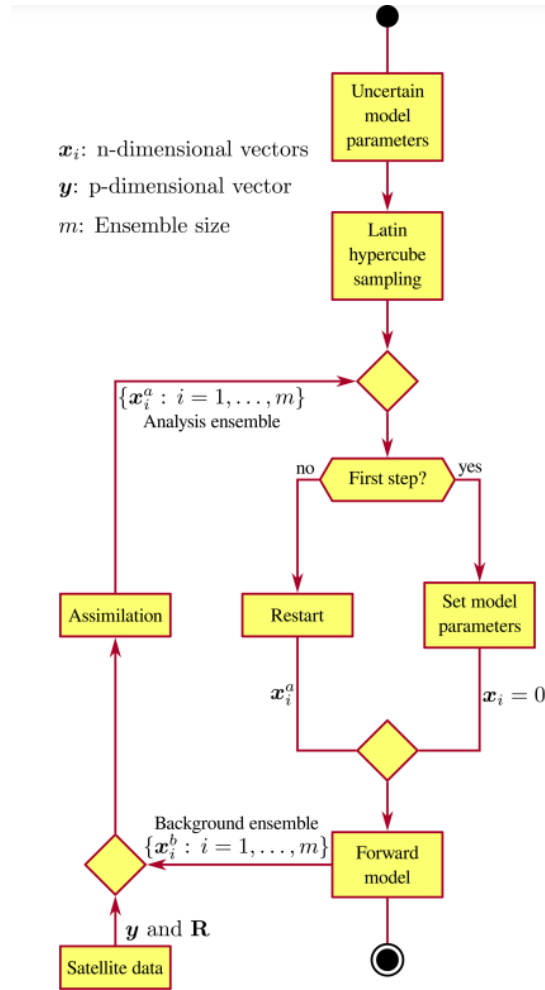 Uncertain
model
parameters
𝒙ᵢ: n-dimensional vectors
𝒚: p-dimensional vector
m: Ensemble size
Latin
hypercube
sampling
{𝒙ᵢᵃ : i = 1, . . . , m}
Analysis ensemble
no
First step?
yes
Assimilation
Restart
Set model
parameters
𝒙ᵢᵃ
𝒙ᵢ = 0
Background ensemble
{𝒙ᵢᵇ : i = 1, . . . , m}
Forward
model
𝒚 and 𝐑
Satellite data